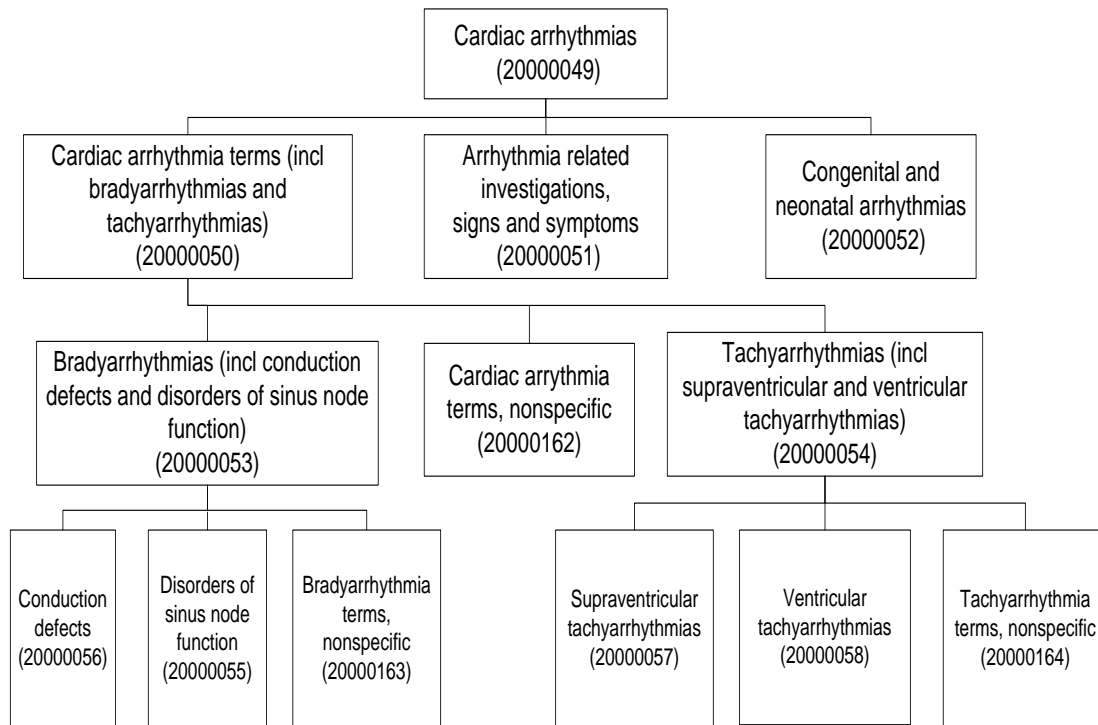 Cardiac arrhythmias
(20000049)
Cardiac arrhythmia terms (incl
bradyarrhythmias and
tachyarrhythmias)
(20000050)
Arrhythmia related
investigations,
signs and symptoms
(20000051)
Congenital and
neonatal arrhythmias
(20000052)
Bradyarrhythmias (incl conduction
defects and disorders of sinus node
function)
(20000053)
Cardiac arrythmia
terms, nonspecific
(20000162)
Tachyarrhythmias (incl
supraventricular and ventricular
tachyarrhythmias)
(20000054)
Conduction
defects
(20000056)
Disorders of
sinus node
function
(20000055)
Bradyarrhythmia
terms,
nonspecific
(20000163)
Supraventricular
tachyarrhythmias
(20000057)
Ventricular
tachyarrhythmias
(20000058)
Tachyarrhythmia
terms, nonspecific
(20000164)